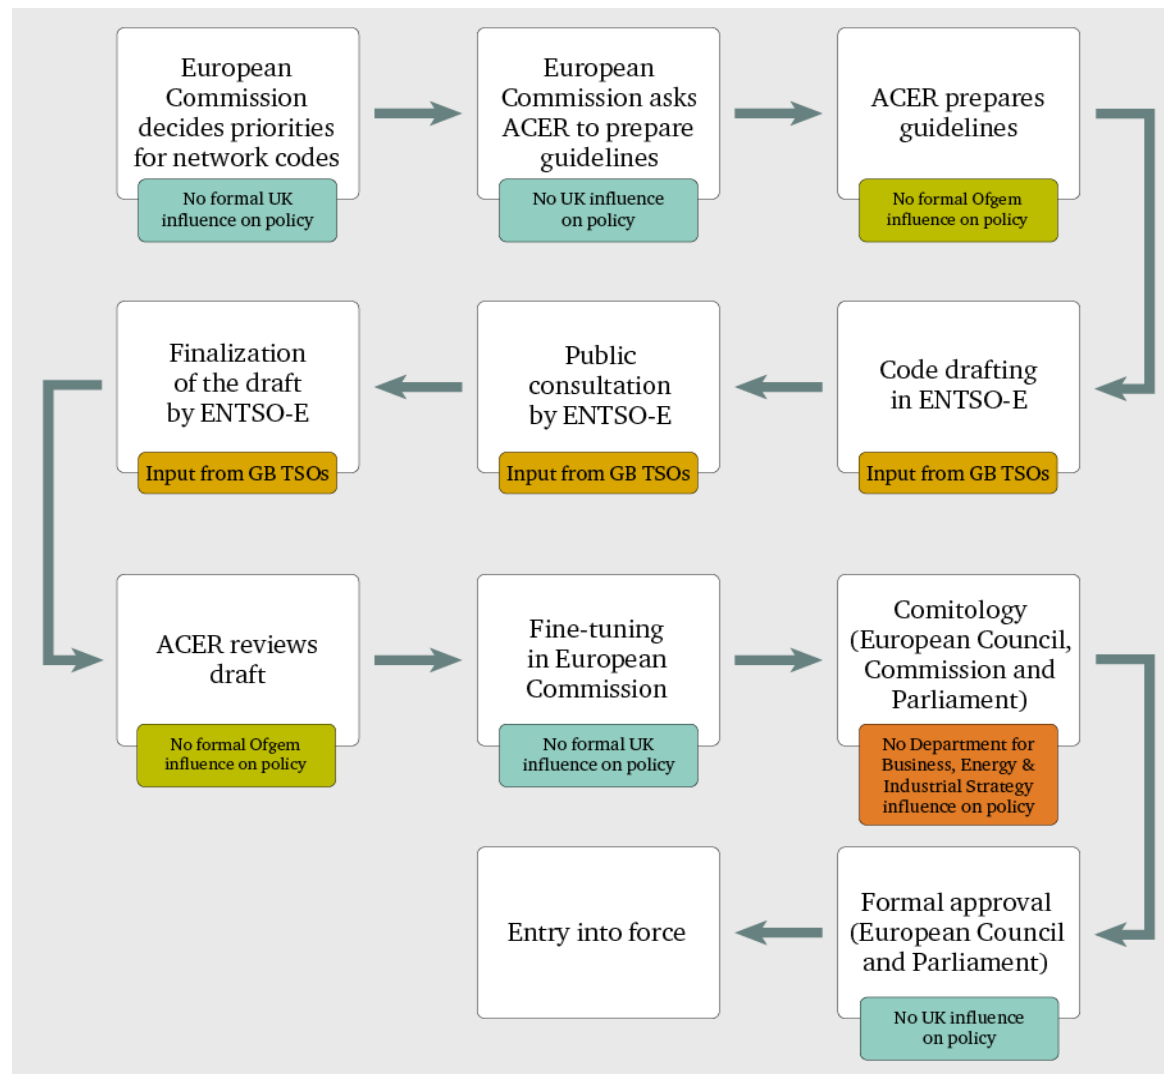 European
Commission
decides priorities
for network codes
No formal UK
influence on policy
European
Commission asks
ACER to prepare
guidelines
No UK influence
on policy
ACER prepares
guidelines
No formal Ofgem
influence on policy
Code drafting
in ENTSO-E
Input from GB TSOs
Public
consultation
by ENTSO-E
Input from GB TSOs
Finalization
of the draft
by ENTSO-E
Input from GB TSOs
ACER reviews
draft
No formal Ofgem
influence on policy
Fine-tuning
in European
Commission
No formal UK
influence on policy
Comitology
(European Council,
Commission and
Parliament)
No Department for
Business, Energy &
Industrial Strategy
influence on policy
Formal approval
(European Council
and Parliament)
No UK influence
on policy
Entry into force